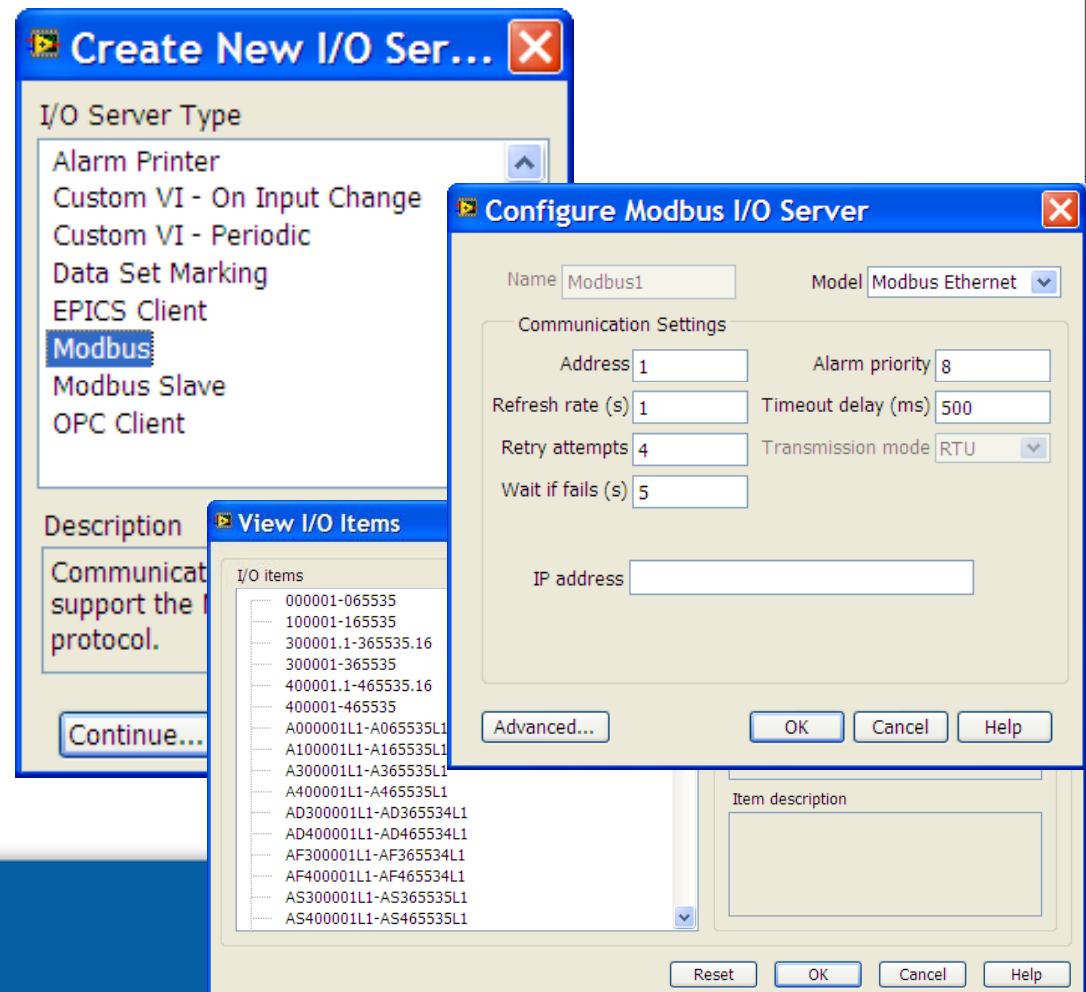 Create New I/O Ser...
I/O Server Type
Alarm Printer
Custom VI - On Input Change
Custom VI - Periodic
Data Set Marking
EPICS Client
Modbus
Modbus Slave
OPC Client
Description
Communicat
support the
protocol.
Continue...
Configure Modbus I/O Server
Name Modbus1 Model Modbus Ethernet
Communication Settings
Address 1 Alarm priority 8
Refresh rate (s) 1 Timeout delay (ms) 500
Retry attempts 4 Transmission mode RTU
Wait if fails (s) 5
IP address
Advanced... OK Cancel Help
View I/O Items
I/O items
000001-065535
100001-165535
300001.1-365535.16
300001-365535
400001.1-465535.16
400001-465535
A000001L1-A065535L1
A100001L1-A165535L1
A300001L1-A365535L1
A400001L1-A465535L1
AD300001L1-AD365534L1
AD400001L1-AD465534L1
AF300001L1-AF365534L1
AF400001L1-AF465534L1
AS300001L1-AS365535L1
AS400001L1-AS465535L1
Item description
Reset OK Cancel Help